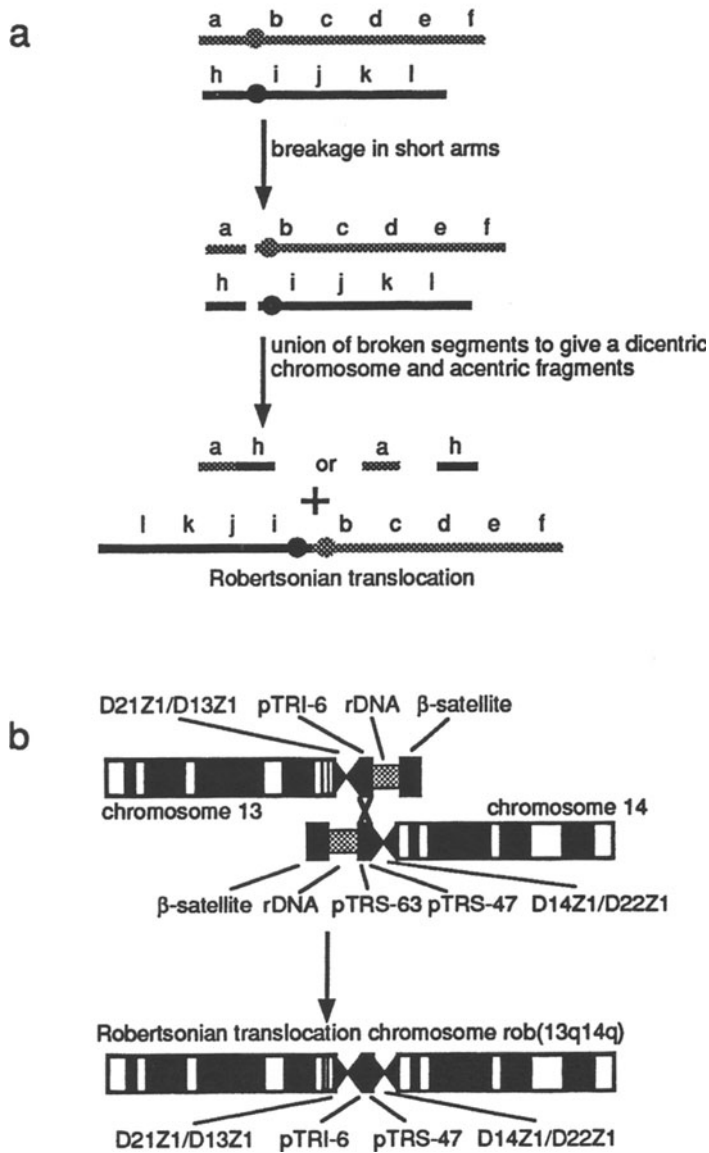 a
a b c d e f
h i j k l
breakage in short arms
a b c d e f
h i j k l
union of broken segments to give a dicentric
chromosome and acentric fragments
a h or a h
+
l k j i b c d e f
Robertsonian translocation
b
D21Z1/D13Z1 pTRI-6 rDNA β-satellite
chromosome 13
chromosome 14
β-satellite rDNA pTRS-63 pTRS-47 D14Z1/D22Z1
Robertsonian translocation chromosome rob(13q14q)
D21Z1/D13Z1 pTRI-6 pTRS-47 D14Z1/D22Z1